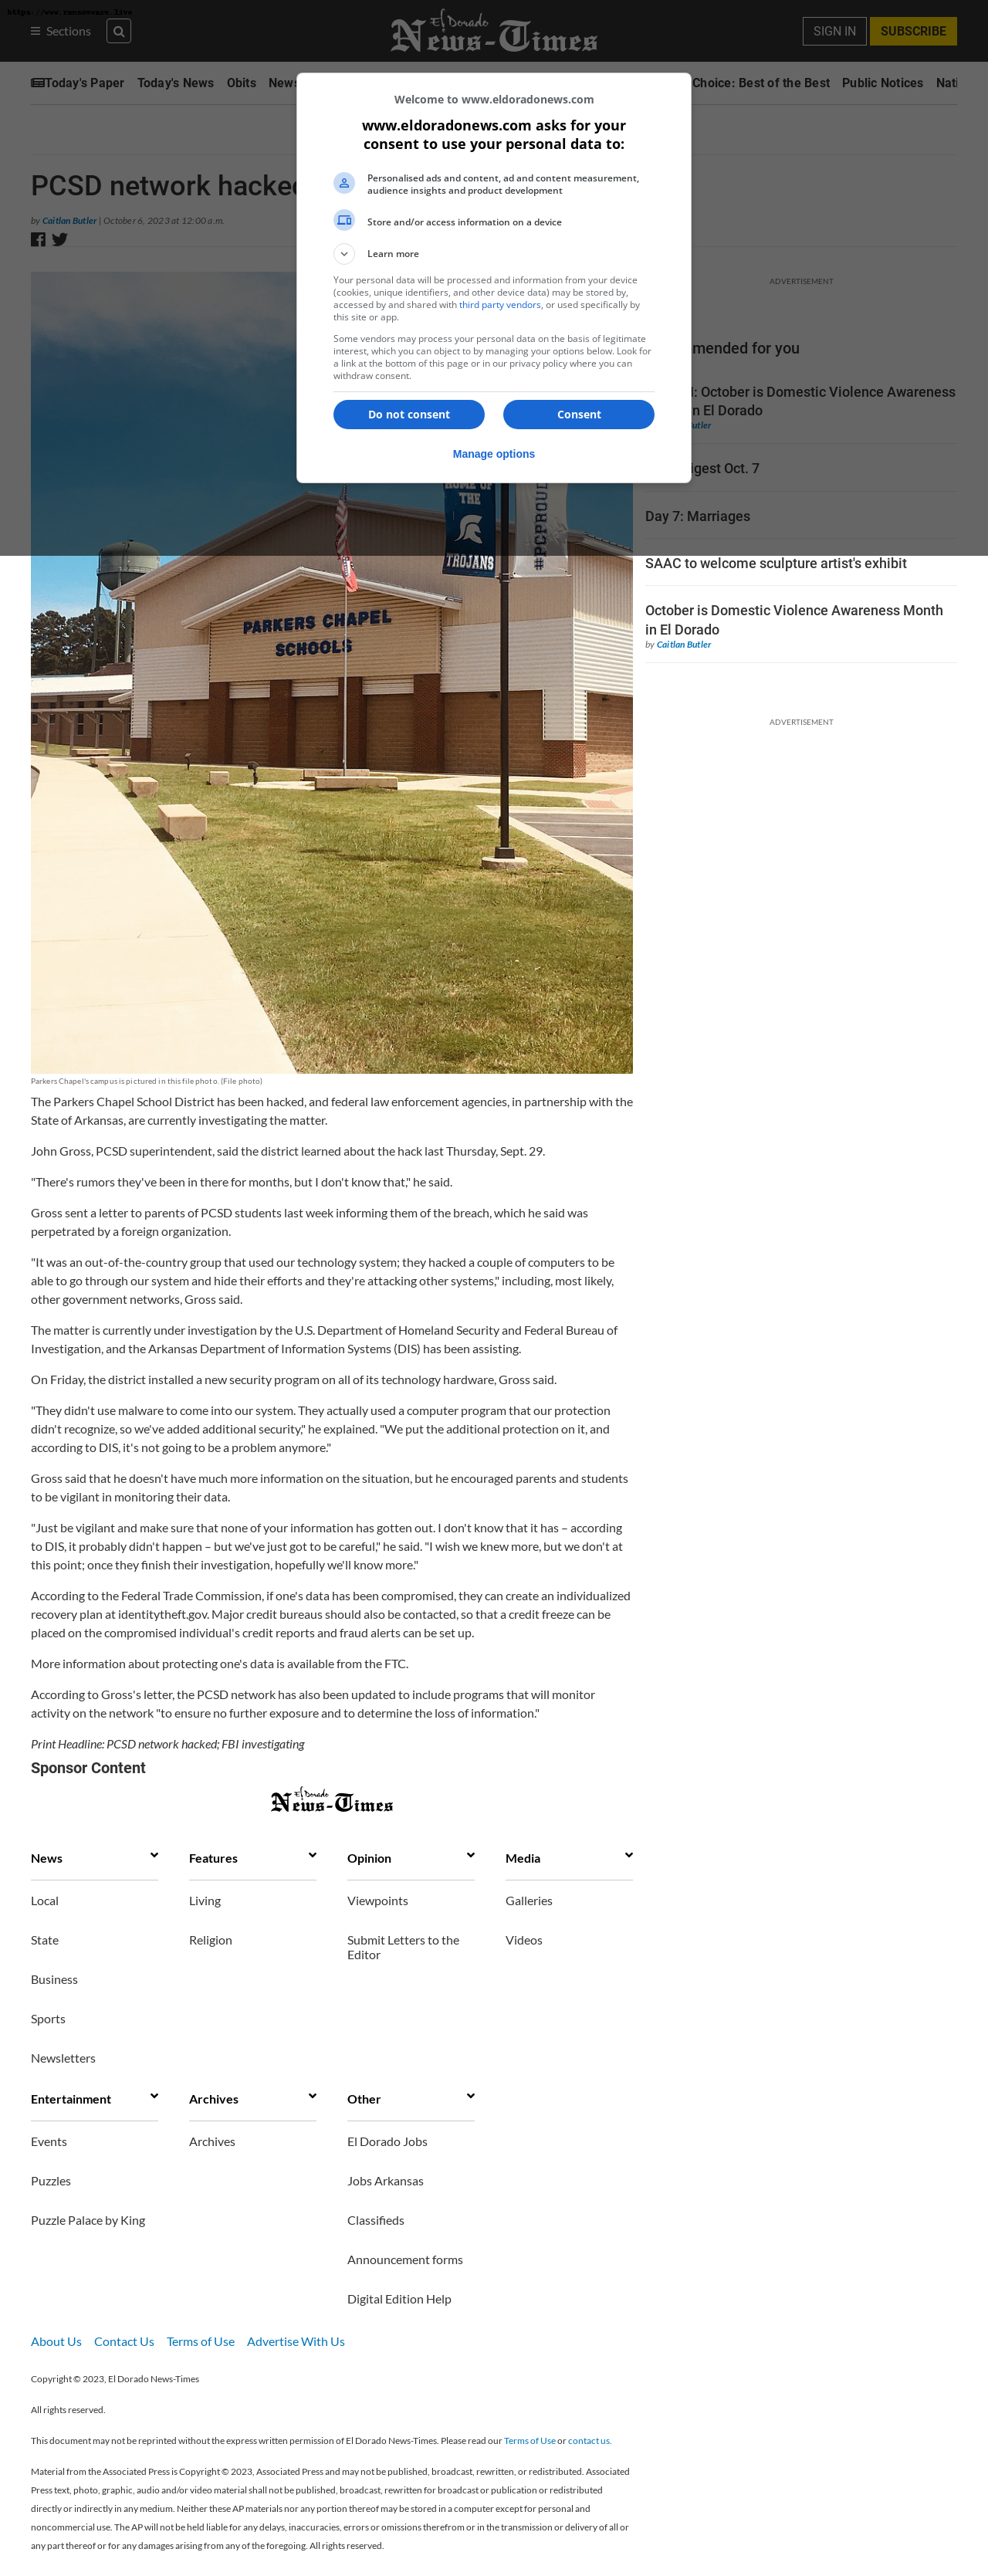 https://www.ransomware.live
Sections
El Dorado
News-Times
SIGN IN
SUBSCRIBE
Today's Paper Today's News Obits News Choice: Best of the Best Public Notices
Welcome to www.eldoradonews.com
www.eldoradonews.com asks for your
consent to use your personal data to:
Personalised ads and content, ad and content measurement,
audience insights and product development
Store and/or access information on a device
Learn more
Your personal data will be processed and information from your device
(cookies, unique identifiers, and other device data) may be stored by,
accessed by and shared with third party vendors, or used specifically by
this site or app.
Some vendors may process your personal data on the basis of legitimate
interest, which you can object to by managing your options below. Look for
a link at the bottom of this page or in our privacy policy where you can
withdraw consent.
Do not consent
Consent
Manage options
PCSD network hacked
by Caitlan Butler | October 6, 2023 at 12:00 a.m.
HOME OF THE
TROJANS
#PCPROUD
PARKERS CHAPEL
SCHOOLS
Parkers Chapel's campus is pictured in this file photo. (File photo)
The Parkers Chapel School District has been hacked, and federal law enforcement agencies, in partnership with the
State of Arkansas, are currently investigating the matter.
John Gross, PCSD superintendent, said the district learned about the hack last Thursday, Sept. 29.
"There's rumors they've been in there for months, but I don't know that," he said.
Gross sent a letter to parents of PCSD students last week informing them of the breach, which he said was
perpetrated by a foreign organization.
"It was an out-of-the-country group that used our technology system; they hacked a couple of computers to be
able to go through our system and hide their efforts and they're attacking other systems," including, most likely,
other government networks, Gross said.
The matter is currently under investigation by the U.S. Department of Homeland Security and Federal Bureau of
Investigation, and the Arkansas Department of Information Systems (DIS) has been assisting.
On Friday, the district installed a new security program on all of its technology hardware, Gross said.
"They didn't use malware to come into our system. They actually used a computer program that our protection
didn't recognize, so we've added additional security," he explained. "We put the additional protection on it, and
according to DIS, it's not going to be a problem anymore."
Gross said that he doesn't have much more information on the situation, but he encouraged parents and students
to be vigilant in monitoring their data.
"Just be vigilant and make sure that none of your information has gotten out. I don't know that it has – according
to DIS, it probably didn't happen – but we've just got to be careful," he said. "I wish we knew more, but we don't at
this point; once they finish their investigation, hopefully we'll know more."
According to the Federal Trade Commission, if one's data has been compromised, they can create an individualized
recovery plan at identitytheft.gov. Major credit bureaus should also be contacted, so that a credit freeze can be
placed on the compromised individual's credit reports and fraud alerts can be set up.
More information about protecting one's data is available from the FTC.
According to Gross's letter, the PCSD network has also been updated to include programs that will monitor
activity on the network "to ensure no further exposure and to determine the loss of information."
Print Headline: PCSD network hacked; FBI investigating
Sponsor Content
ADVERTISEMENT
for you
: October is Domestic Violence Awareness
in El Dorado
Oct. 7
Day 7: Marriages
SAAC to welcome sculpture artist's exhibit
October is Domestic Violence Awareness Month
in El Dorado
by Caitlan Butler
ADVERTISEMENT
El Dorado
News-Times
News
Local
State
Business
Sports
Newsletters
Features
Living
Religion
Opinion
Viewpoints
Submit Letters to the
Editor
Media
Galleries
Videos
Entertainment
Events
Puzzles
Puzzle Palace by King
Archives
Archives
Other
El Dorado Jobs
Jobs Arkansas
Classifieds
Announcement forms
Digital Edition Help
About Us Contact Us Terms of Use Advertise With Us
Copyright © 2023, El Dorado News-Times
All rights reserved.
This document may not be reprinted without the express written permission of El Dorado News-Times. Please read our Terms of Use or contact us.
Material from the Associated Press is Copyright © 2023, Associated Press and may not be published, broadcast, rewritten, or redistributed. Associated
Press text, photo, graphic, audio and/or video material shall not be published, broadcast, rewritten for broadcast or publication or redistributed
directly or indirectly in any medium. Neither these AP materials nor any portion thereof may be stored in a computer except for personal and
noncommercial use. The AP will not be held liable for any delays, inaccuracies, errors or omissions therefrom or in the transmission or delivery of all or
any part thereof or for any damages arising from any of the foregoing. All rights reserved.